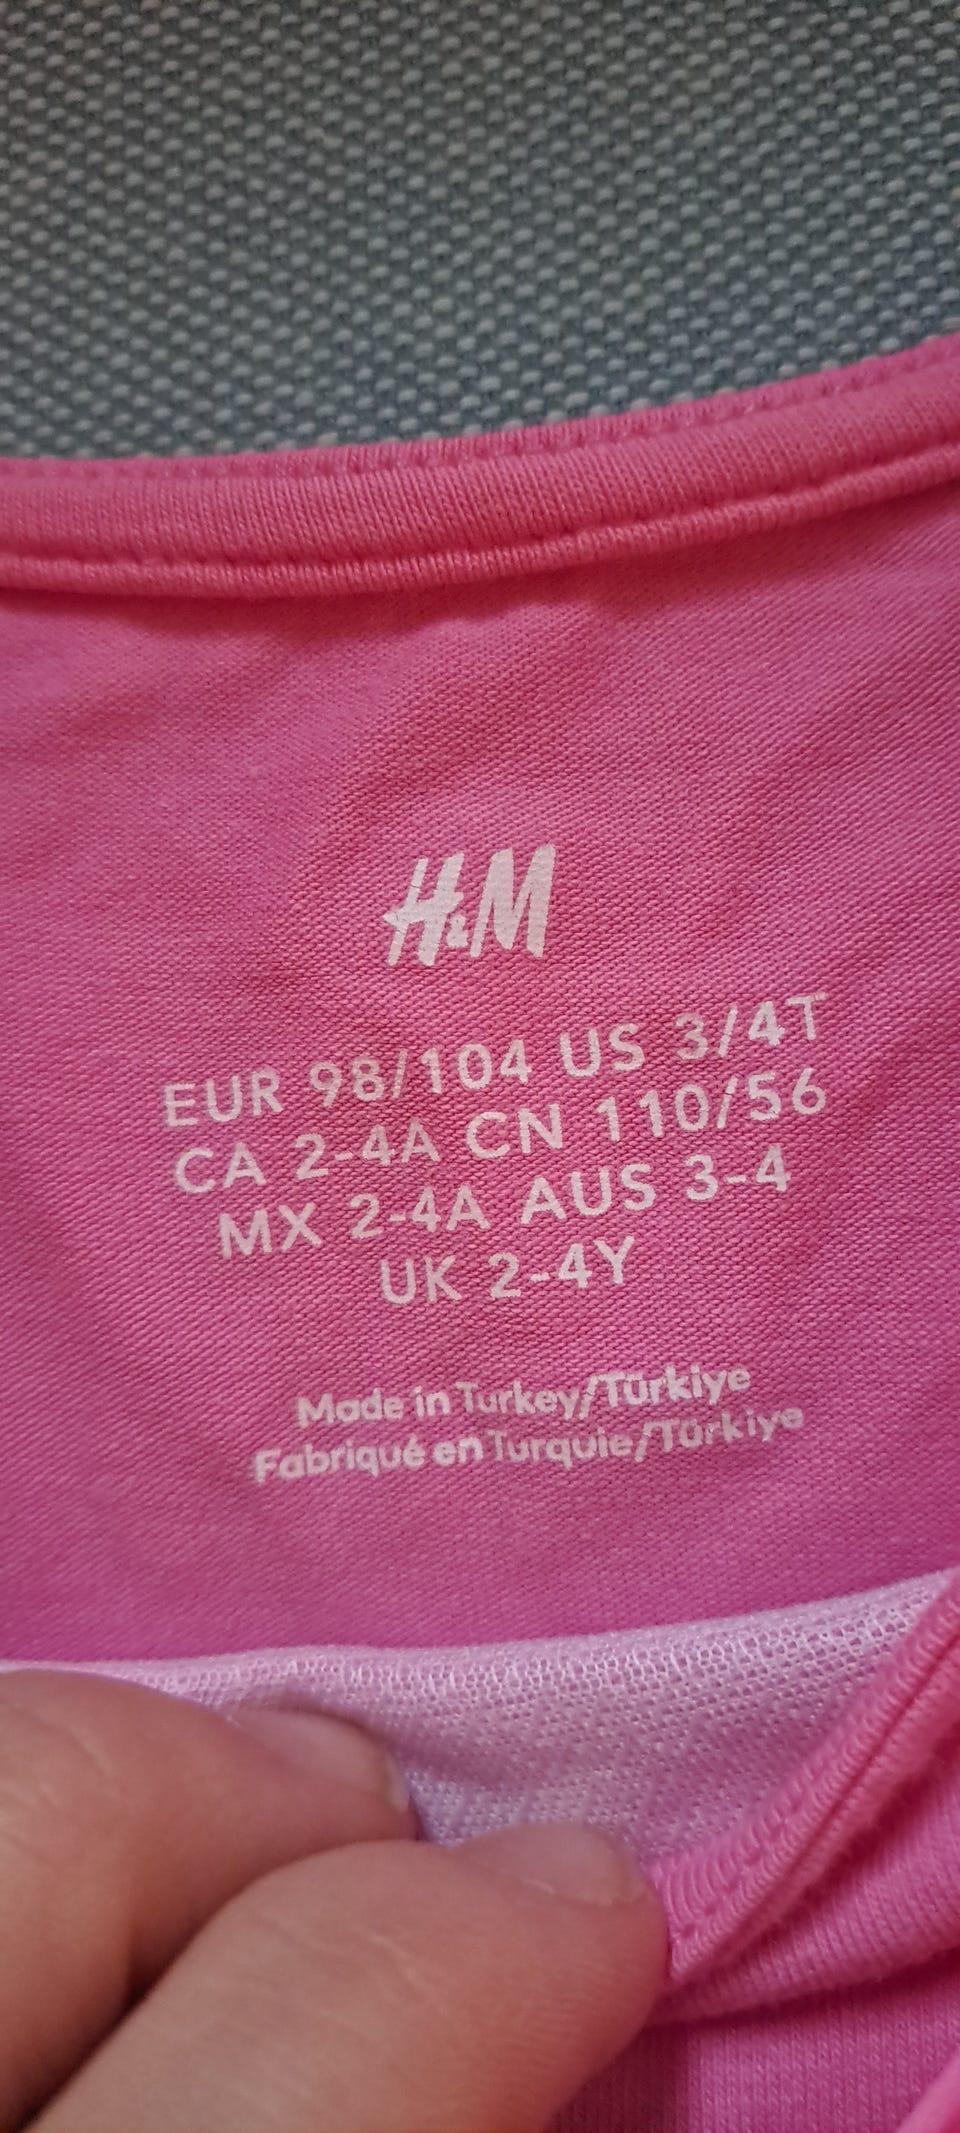 H&M
EUR 98/104 US 3/4T
CA 2-4A CN 110/56
MX 2-4A AUS 3-4
UK 2-4Y
Made in Turkey/Türkiye
Fabriqué en Turquie/Türkiye